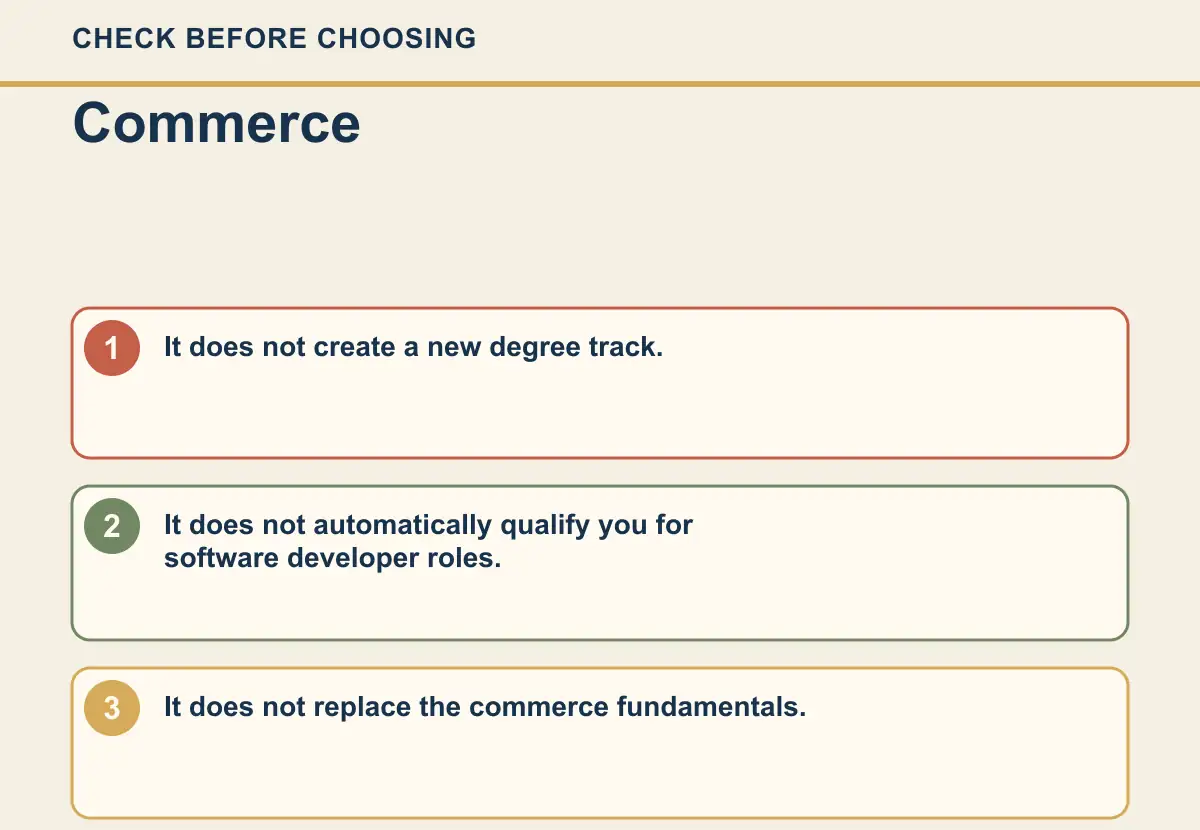 CHECK BEFORE CHOOSING
Commerce
1
It does not create a new degree track.
2
It does not automatically qualify you for
software developer roles.
3
It does not replace the commerce fundamentals.